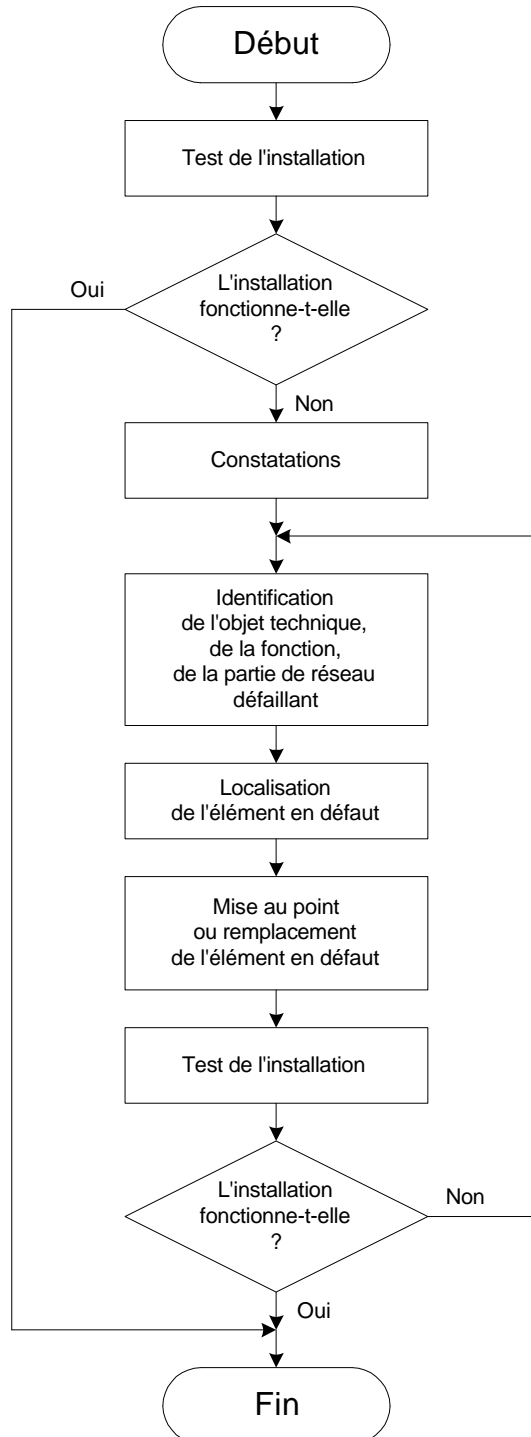 Début
Test de l'installation
L'installation
fonctionne-t-elle
?
Oui
Non
Constatations
Identification
de l'objet technique,
de la fonction,
de la partie de réseau
défaillant
Localisation
de l'élément en défaut
Mise au point
ou remplacement
de l'élément en défaut
Test de l'installation
L'installation
fonctionne-t-elle
?
Non
Oui
Fin